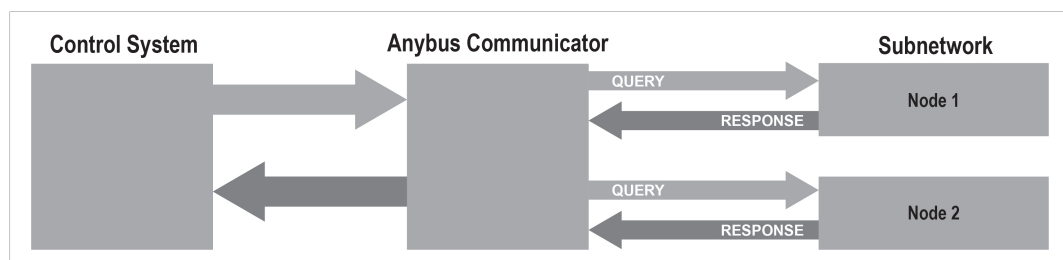 Control System
Anybus Communicator
Subnetwork
QUERY
Node 1
RESPONSE
QUERY
Node 2
RESPONSE